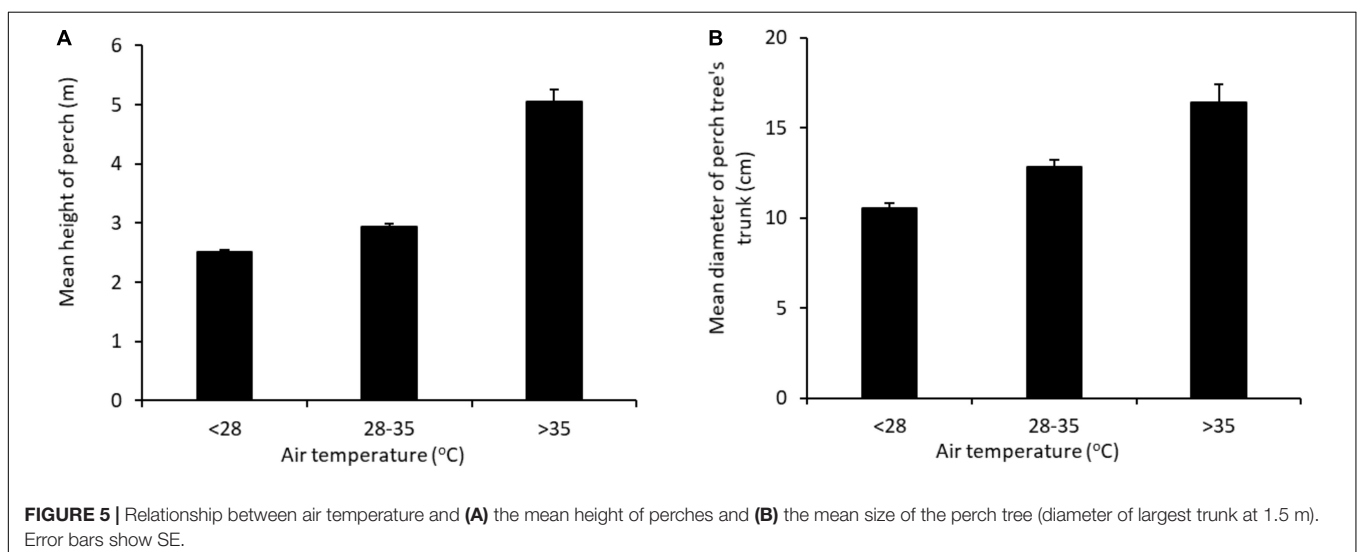 A
Mean height of perch (m)
6
5
4
3
2
1
0
<28 28-35 >35
Air temperature (°C)
B
Mean diameter of perch tree's
trunk (cm)
20
15
10
5
0
<28 28-35 >35
Air temperature (°C)
FIGURE 5 | Relationship between air temperature and (A) the mean height of perches and (B) the mean size of the perch tree (diameter of largest trunk at 1.5 m).
Error bars show SE.